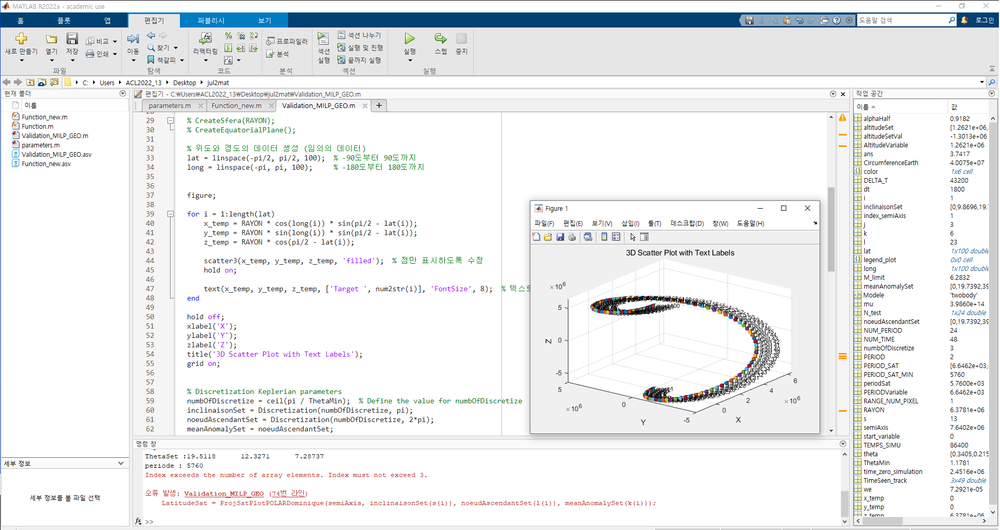 MATLAB R2022a - academic use
홈 플롯 앱 편집기 퍼블리시 보기
도움말 검색 로그인
새로 만들기 열기 저장 비교 인쇄 이동 찾기 책갈피 리팩터링 프로파일러 분석 섹션 실행 섹션 나누기 실행 및 진행 끝까지 실행 실행 스텝 중지
파일 탐색 코드 분석 섹션 실행
C: Users ACL2022_13 Desktop jul2mat
현재 폴더
이름
Function_new.m
Function.m
Validation_MILP_GEO.m
parameters.m
Validation_MILP_GEO.asv
Function_new.asv
세부 정보
세부 정보를 볼 파일 선택
편집기 - C:₩Users₩ACL2022_13₩Desktop₩jul2mat₩Validation_MILP_GEO.m
parameters.m Function_new.m Validation_MILP_GEO.m
29 % CreateSfera(RAYON);
30 % CreateEquatorialPlane();
31
32 % 위도와 경도의 데이터 생성 (임의의 데이터)
33 lat = linspace(-pi/2, pi/2, 100); % -90도부터 90도까지
34 long = linspace(-pi, pi, 100); % -180도부터 180도까지
35
36
37 figure;
38
39 for i = 1:length(lat)
40 x_temp = RAYON * cos(long(i)) * sin(pi/2 - lat(i));
41 y_temp = RAYON * sin(long(i)) * sin(pi/2 - lat(i));
42 z_temp = RAYON * cos(pi/2 - lat(i));
43
44 scatter3(x_temp, y_temp, z_temp, 'filled'); % 점만 표시하도록 수정
45 hold on;
46
47 text(x_temp, y_temp, z_temp, ['Target ', num2str(i)], 'FontSize', 8); % 텍스트
48 end
49
50 hold off;
51 xlabel('X');
52 ylabel('Y');
53 zlabel('Z');
54 title('3D Scatter Plot with Text Labels');
55 grid on;
56
57
58 % Discretization Keplerian parameters
59 numbOfDiscretize = ceil(pi / ThetaMin); % Define the value for numbOfDiscretize
60 inclinaisonSet = Discretization(numbOfDiscretize, pi);
61 noeudAscendantSet = Discretization(numbOfDiscretize, 2*pi);
62 meanAnomalySet = noeudAscendantSet;
Figure 1
파일(F) 편집(E) 보기(V) 삽입(I) 툴(T) 데스크탑(D) 창(W) 도움말(H)
3D Scatter Plot with Text Labels
×10^6
5
0
-5
Z
5
0
-5
×10^6
Y
0
2
4
6
×10^6
X
명령 창
ThetaSet :19.5118 12.3271 7.28737
periode : 5760
Index exceeds the number of array elements. Index must not exceed 3.
오류 발생: Validation_MILP_GEO (74번 라인)
LatitudeSat = ProjSatPlotPOLARDominique(semiAxis, inclinaisonSet(s(i)), noeudAscendantSet(l(i)), meanAnomalySet(k(i)));
fx >>
작업 공간
이름 값
alphaHalf 0.9182
altitudeSet [1.2621e+06,
altitudeSetVal -1.3013e+06
AltitudeVariable 1.2621e+06
ans 3.7417
CircumferenceEarth 4.0075e+07
color 1x6 cell
DELTA_T 43200
dt 1800
i 1
inclinaisonSet [0,9.8696,19.7
index_semiAxis 1
j 3
k 6
l 23
lat 1x100 double
legend_plot 0x0 cell
long 1x100 double
M_limit 6.2832
meanAnomalySet [0,19.7392,39
Modele 'twobody'
mu 3.9860e+14
N_test 1x24 double
noeudAscendantSet [0,19.7392,39
NUM_PERIOD 24
NUM_TIME 48
numbOfDiscretize 3
PERIOD 2
PERIOD_SAT [6.6462e+03,
PERIOD_SAT_MIN 5760
periodSat 5.7600e+03
PERIODVariable 6.6462e+03
RANGE_NUM_PIXEL 1
RAYON 6.3781e+06
s 13
semiAxis 7.6402e+06
start_variable 0
TEMPS_SIMU 86400
theta [0.3405,0.215
ThetaMin 1.1781
time_zero_simulation 2.4516e+06
TimeSeen_track 3x49 double
we 7.2921e-05
x_temp 0
y_temp 0
z_temp 6.3781e+06